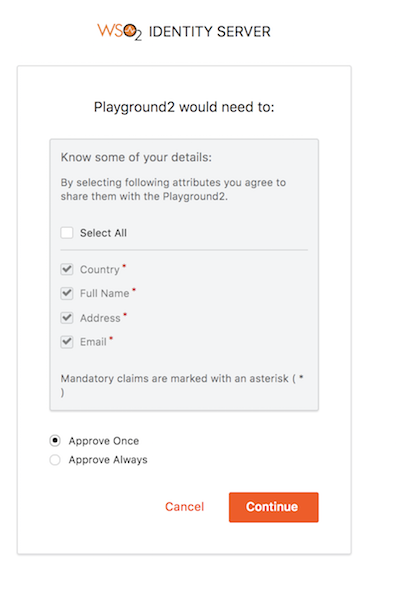 WSO2 IDENTITY SERVER
Playground2 would need to:
Know some of your details:
By selecting following attributes you agree to
share them with the Playground2.
Select All
Country *
Full Name *
Address *
Email *
Mandatory claims are marked with an asterisk ( *
)
Approve Once
Approve Always
Cancel
Continue